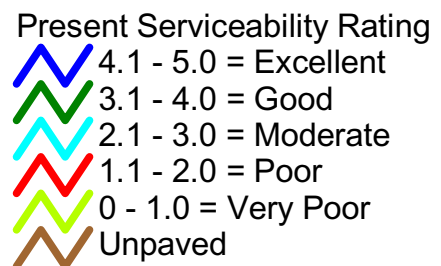 Present Serviceability Rating
4.1 - 5.0 = Excellent
3.1 - 4.0 = Good
2.1 - 3.0 = Moderate
1.1 - 2.0 = Poor
0 - 1.0 = Very Poor
Unpaved